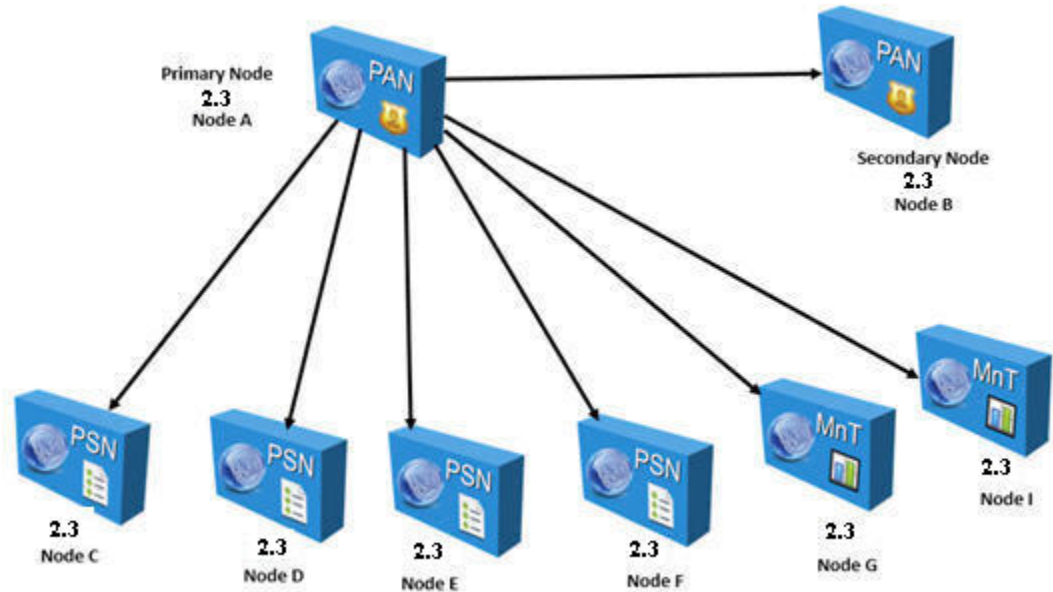 PAN
Primary Node
2.3
Node A
PAN
Secondary Node
2.3
Node B
PSN
2.3
Node C
PSN
2.3
Node D
PSN
2.3
Node E
PSN
2.3
Node F
MnT
2.3
Node G
MnT
2.3
Node I